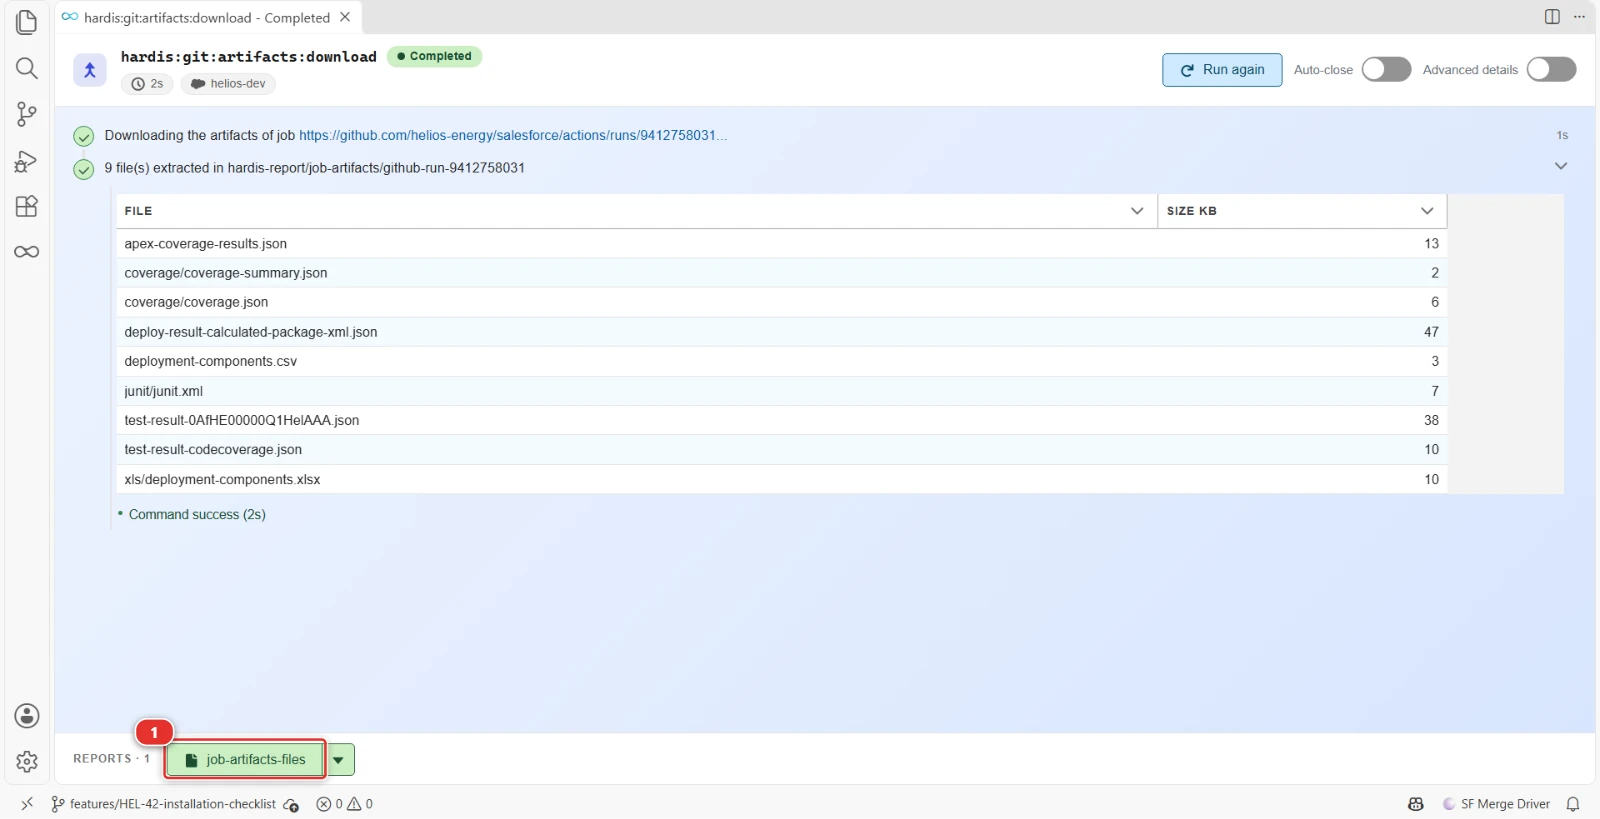 hardis:git:artifacts:download - Completed
hardis:git:artifacts:download
Completed
2s
helios-dev
Run again
Auto-close
Advanced details
Downloading the artifacts of job https://github.com/helios-energy/salesforce/actions/runs/9412758031...
1s
9 file(s) extracted in hardis-report/job-artifacts/github-run-9412758031
FILE SIZE KB
apex-coverage-results.json 13
coverage/coverage-summary.json 2
coverage/coverage.json 6
deploy-result-calculated-package-xml.json 47
deployment-components.csv 3
junit/junit.xml 7
test-result-0AfHE00000Q1HelAAA.json 38
test-result-codecoverage.json 10
xls/deployment-components.xlsx 10
• Command success (2s)
1
REPORTS · 1
job-artifacts-files
features/HEL-42-installation-checklist 0 0 SF Merge Driver